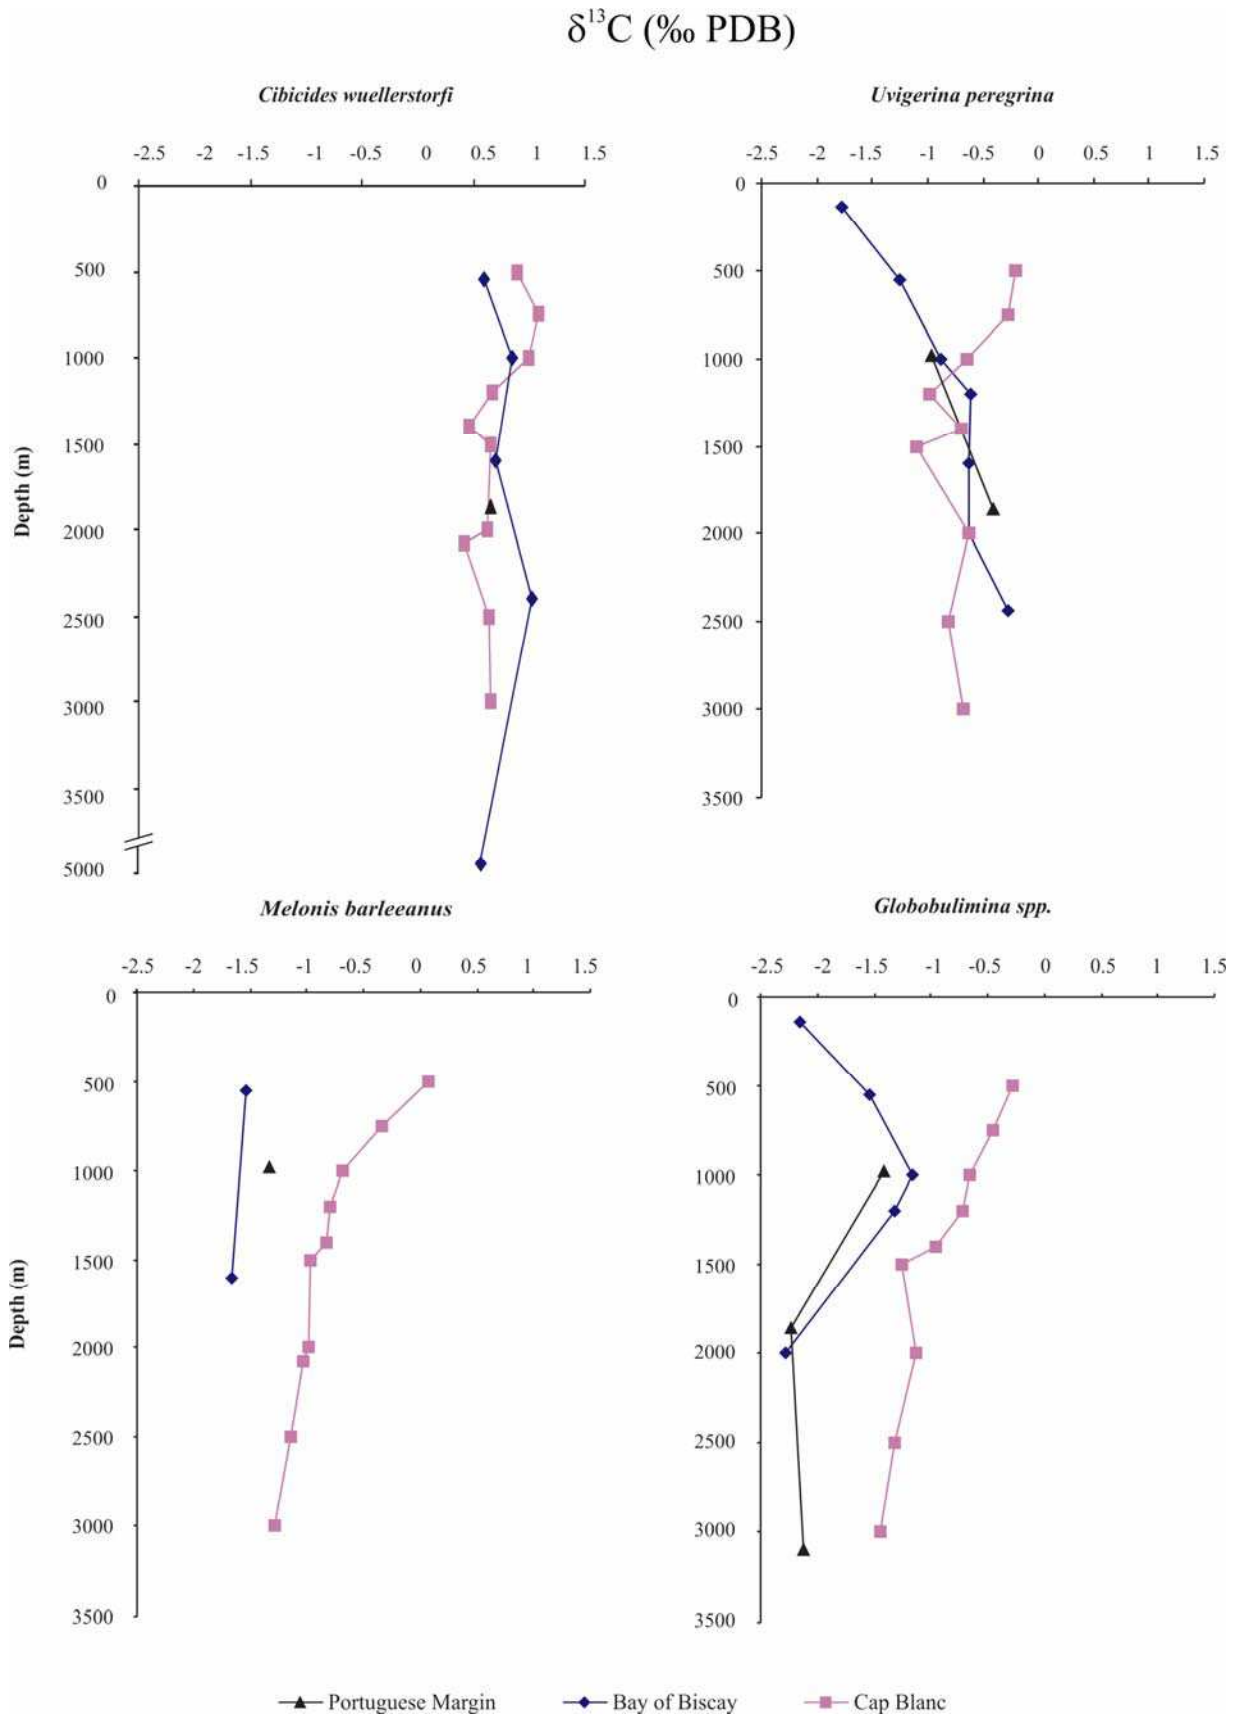 δ¹³C (‰ PDB)
Cibicides wuellerstorfi
-2.5 -2 -1.5 -1 -0.5 0 0.5 1 1.5
0
500
1000
1500
2000
2500
3000
3500
5000
Depth (m)
Uvigerina peregrina
-2.5 -2 -1.5 -1 -0.5 0 0.5 1 1.5
0
500
1000
1500
2000
2500
3000
3500
Melonis barleeanus
-2.5 -2 -1.5 -1 -0.5 0 0.5 1 1.5
0
500
1000
1500
2000
2500
3000
3500
Depth (m)
Globobulimina spp.
-2.5 -2 -1.5 -1 -0.5 0 0.5 1 1.5
0
500
1000
1500
2000
2500
3000
3500
Portuguese Margin Bay of Biscay Cap Blanc